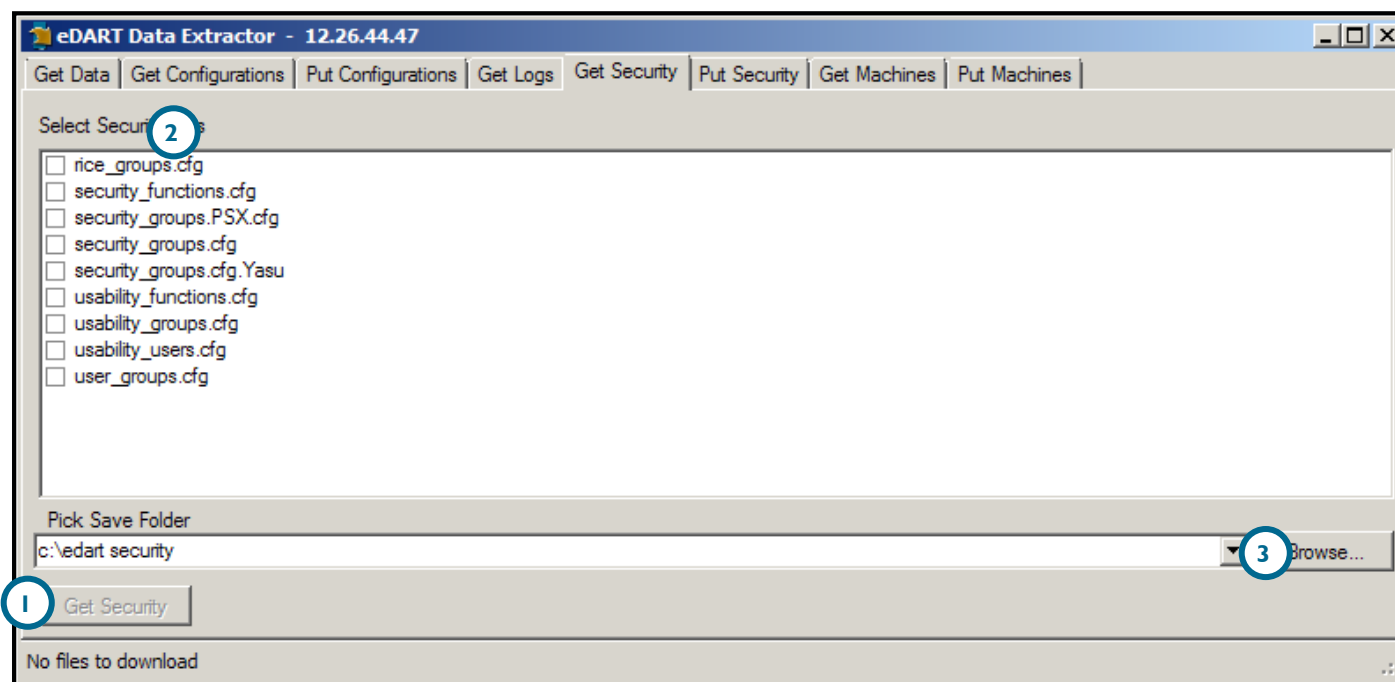 eDART Data Extractor - 12.26.44.47
Get Data Get Configurations Put Configurations Get Logs Get Security Put Security Get Machines Put Machines
Select
2
rice_groups.cfg
security_functions.cfg
security_groups.PSX.cfg
security_groups.cfg
security_groups.cfg.Yasu
usability_functions.cfg
usability_groups.cfg
usability_users.cfg
user_groups.cfg
Pick Save Folder
c:\edart security 3 Browse...
1 Get Security
No files to download